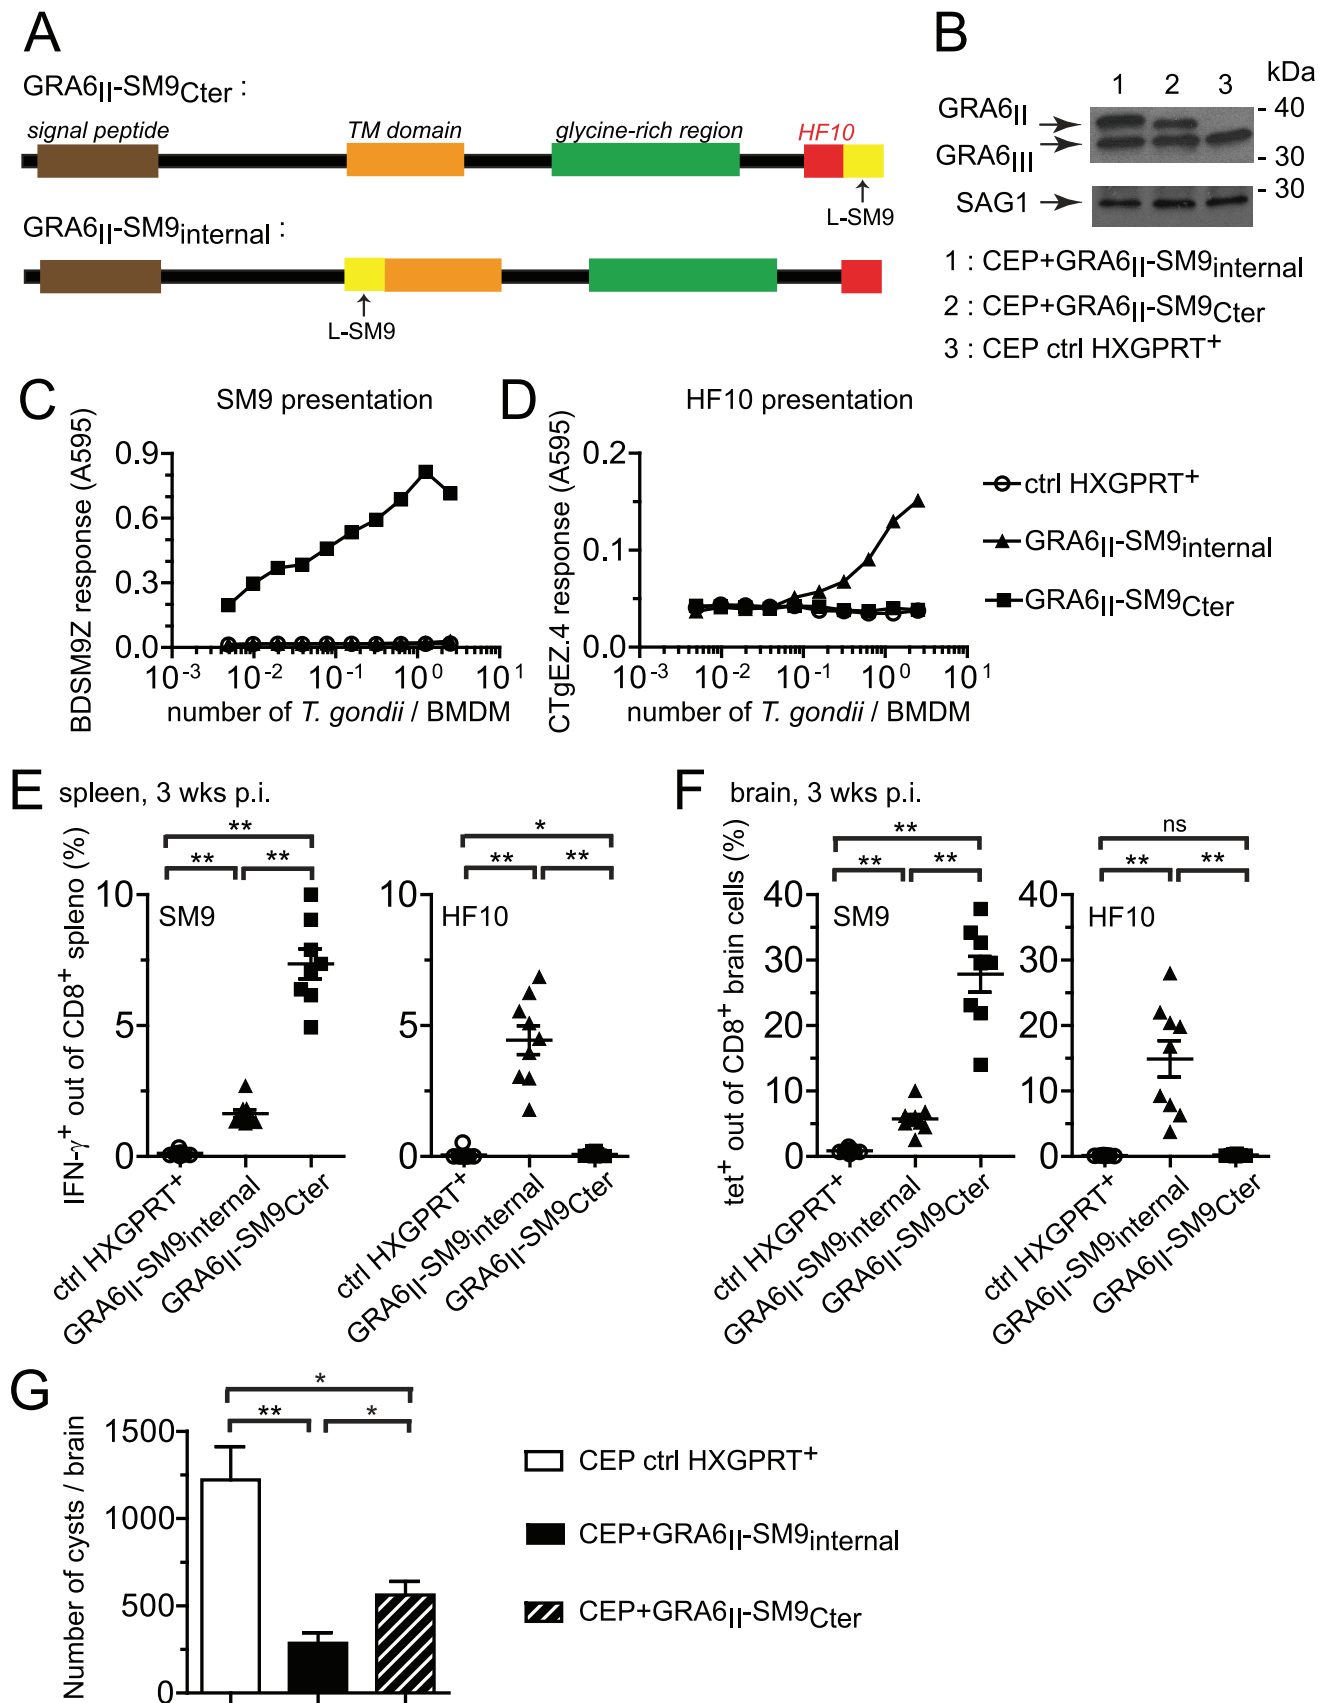 A
GRA6II-SM9Cter :
signal peptide TM domain glycine-rich region HF10
L-SM9
GRA6II-SM9internal :
L-SM9
B
1 2 3 kDa
GRA6II
GRA6III
SAG1
- 40
- 30
- 30
1 : CEP+GRA6II-SM9internal
2 : CEP+GRA6II-SM9Cter
3 : CEP ctrl HXGPRT+
C SM9 presentation
BDSM9Z response (A595)
0.9
0.6
0.3
0.0
10-3 10-2 10-1 100 101
number of T. gondii / BMDM
D HF10 presentation
CTgEZ.4 response (A595)
0.2
0.1
0.0
10-3 10-2 10-1 100 101
number of T. gondii / BMDM
ctrl HXGPRT+
GRA6II-SM9internal
GRA6II-SM9Cter
E spleen, 3 wks p.i.
IFN-γ+ out of CD8+ spleno (%)
**
** **
10
5
0
SM9
ctrl HXGPRT+
GRA6II-SM9internal
GRA6II-SM9Cter
*
** **
10
5
0
HF10
ctrl HXGPRT+
GRA6II-SM9internal
GRA6II-SM9Cter
F brain, 3 wks p.i.
tet+ out of CD8+ brain cells (%)
**
** **
40
30
20
10
0
SM9
ctrl HXGPRT+
GRA6II-SM9internal
GRA6II-SM9Cter
ns
** **
40
30
20
10
0
HF10
ctrl HXGPRT+
GRA6II-SM9internal
GRA6II-SM9Cter
G
Number of cysts / brain
*
** *
1500
1000
500
0
CEP ctrl HXGPRT+
CEP+GRA6II-SM9internal
CEP+GRA6II-SM9Cter